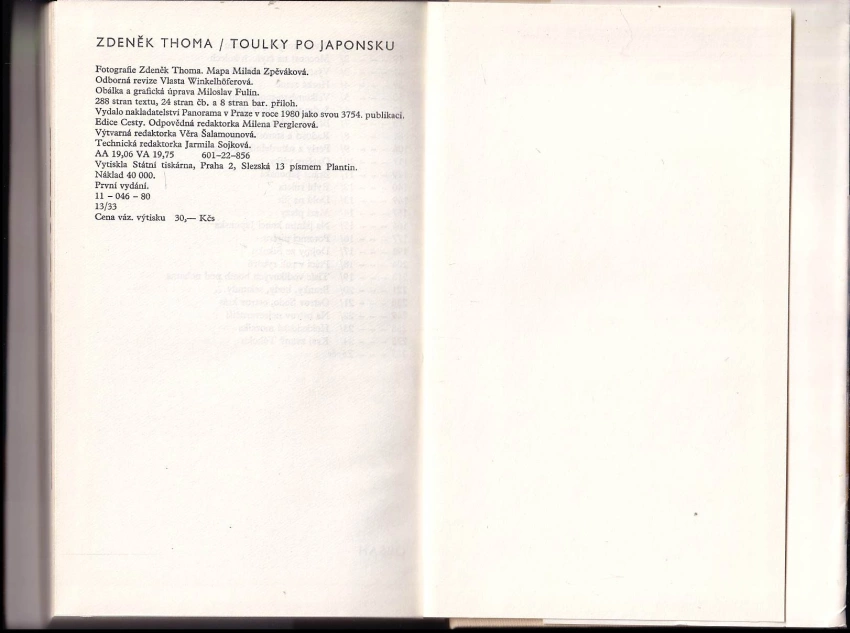 ZDENĚK THOMA / TOULKY PO JAPONSKU
Fotografie Zdeněk Thoma. Mapa Milada Zpěváková.
Odborná revize Vlasta Winkelhöferová.
Obálka a grafická úprava Miloslav Fulín.
288 stran textu, 24 stran čb. a 8 stran bar. příloh.
Vydalo nakladatelství Panorama v Praze v roce 1980 jako svou 3754. publikaci.
Edice Cesty. Odpovědná redaktorka Milena Perglerová.
Výtvarná redaktorka Věra Šalamounová.
Technická redaktorka Jarmila Sojková.
AA 19,06 VA 19,75 601–22–856
Vytiskla Státní tiskárna, Praha 2, Slezská 13 písmem Plantin.
Náklad 40 000.
První vydání.
11 – 046 – 80
13/33
Cena váz. výtisku 30,— Kčs